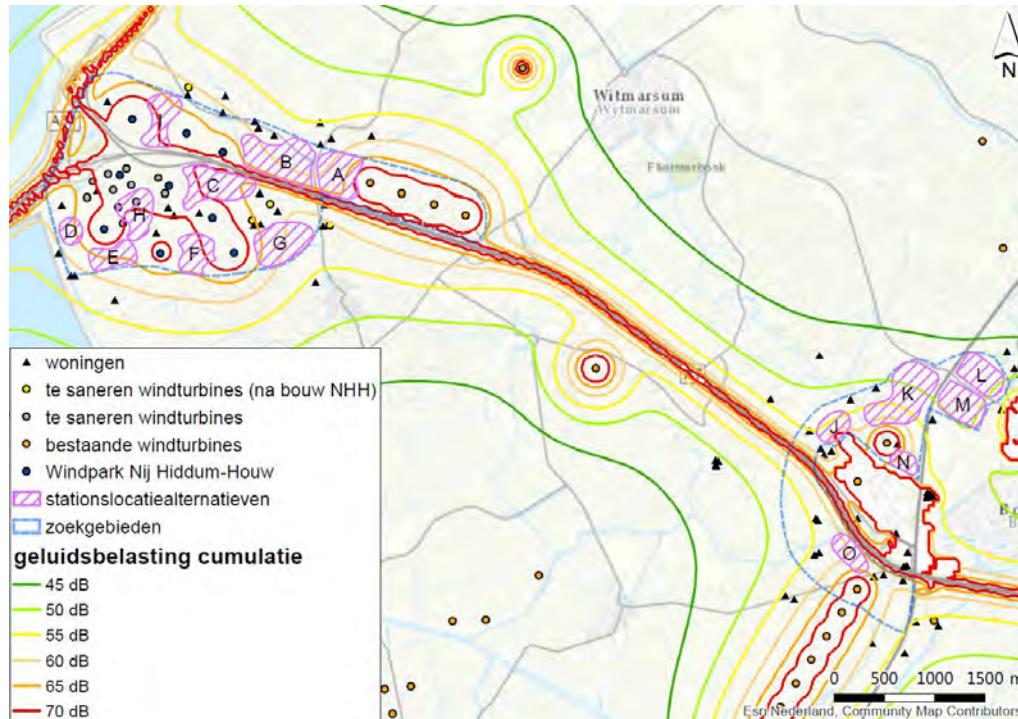 N
Witmarsum
Wytmarsum
I
B
A
C
H
D
E
F
G
L
K
M
J
N
O
woningen
te saneren windturbines (na bouw NHH)
te saneren windturbines
bestaande windturbines
Windpark Nij Hiddum-Houw
stationslocatiealternatieven
zoekgebieden
geluidsbelasting cumulatie
45 dB
50 dB
55 dB
60 dB
65 dB
70 dB
0 500 1000 1500 m
Esri Nederland, Community Map Contributors